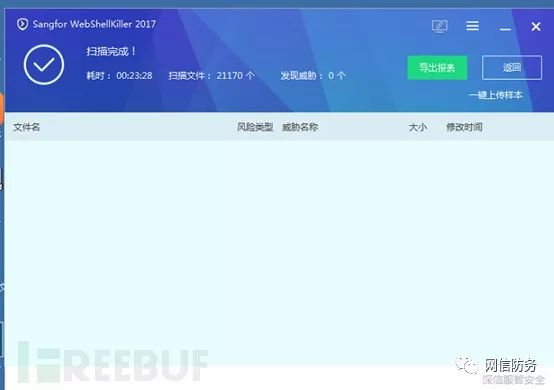 Sangfor WebShellKiller 2017
扫描完成！
耗时： 00:23:28 扫描文件： 21170 个 发现威胁： 0 个
导出报表
返回
一键上传样本
文件名 风险类型 威胁名称 大小 修改时间
FREEBUF
网信防务
深信服智安全